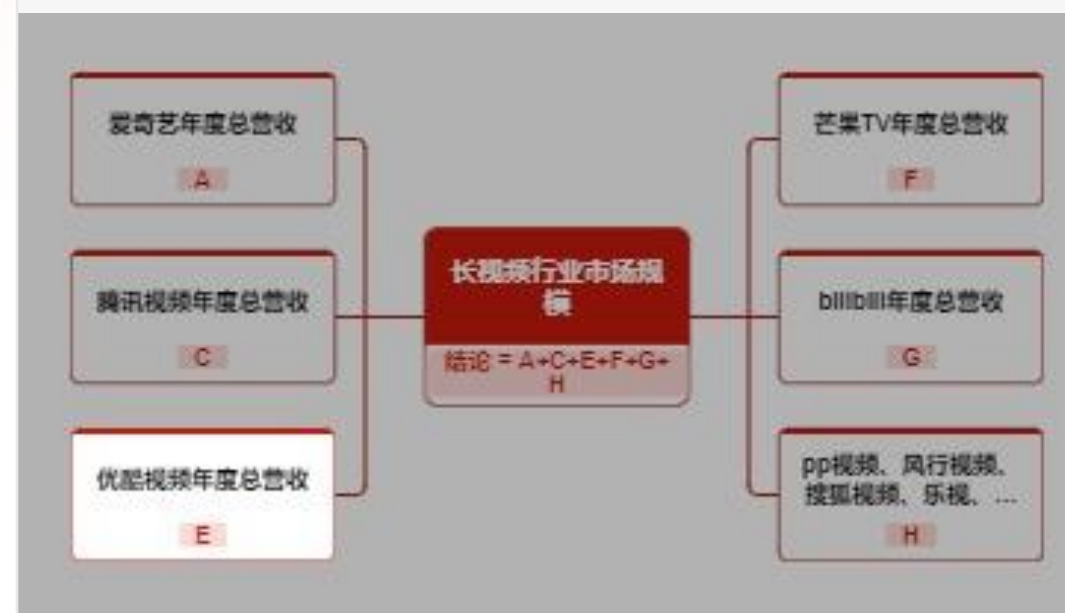 爱奇艺年度总营收
A
腾讯视频年度总营收
C
优酷视频年度总营收
E
长视频行业市场规
模
结论 = A+C+E+F+G+
H
芒果TV年度总营收
F
bilibili年度总营收
G
pp视频、风行视频、
搜狐视频、乐视、...
H